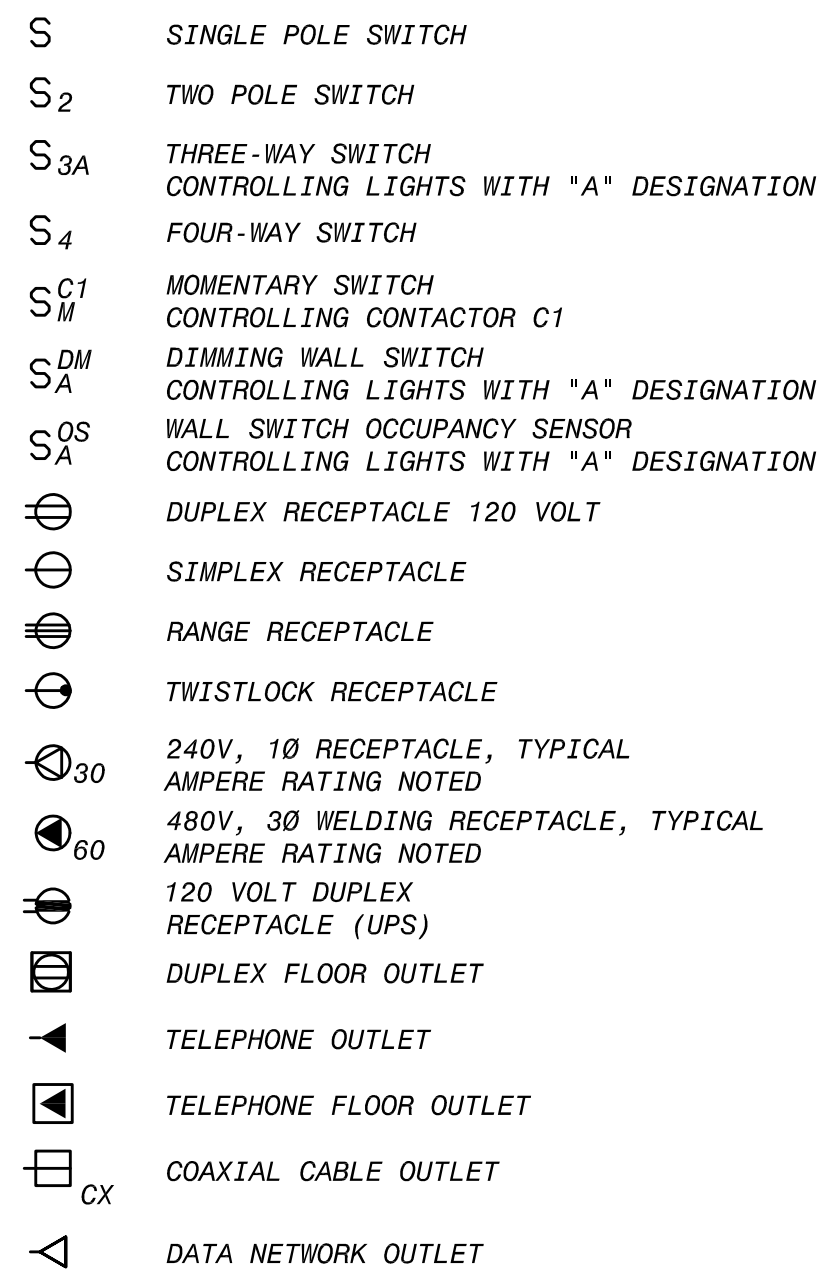 S SINGLE POLE SWITCH
S2 TWO POLE SWITCH
S3A THREE-WAY SWITCH
CONTROLLING LIGHTS WITH "A" DESIGNATION
S4 FOUR-WAY SWITCH
S C1 M MOMENTARY SWITCH
CONTROLLING CONTACTOR C1
S DM A DIMMING WALL SWITCH
CONTROLLING LIGHTS WITH "A" DESIGNATION
S OS A WALL SWITCH OCCUPANCY SENSOR
CONTROLLING LIGHTS WITH "A" DESIGNATION
DUPLEX RECEPTACLE 120 VOLT
SIMPLEX RECEPTACLE
RANGE RECEPTACLE
TWISTLOCK RECEPTACLE
30 240V, 1Ø RECEPTACLE, TYPICAL
AMPERE RATING NOTED
60 480V, 3Ø WELDING RECEPTACLE, TYPICAL
AMPERE RATING NOTED
120 VOLT DUPLEX
RECEPTACLE (UPS)
DUPLEX FLOOR OUTLET
TELEPHONE OUTLET
TELEPHONE FLOOR OUTLET
CX COAXIAL CABLE OUTLET
DATA NETWORK OUTLET